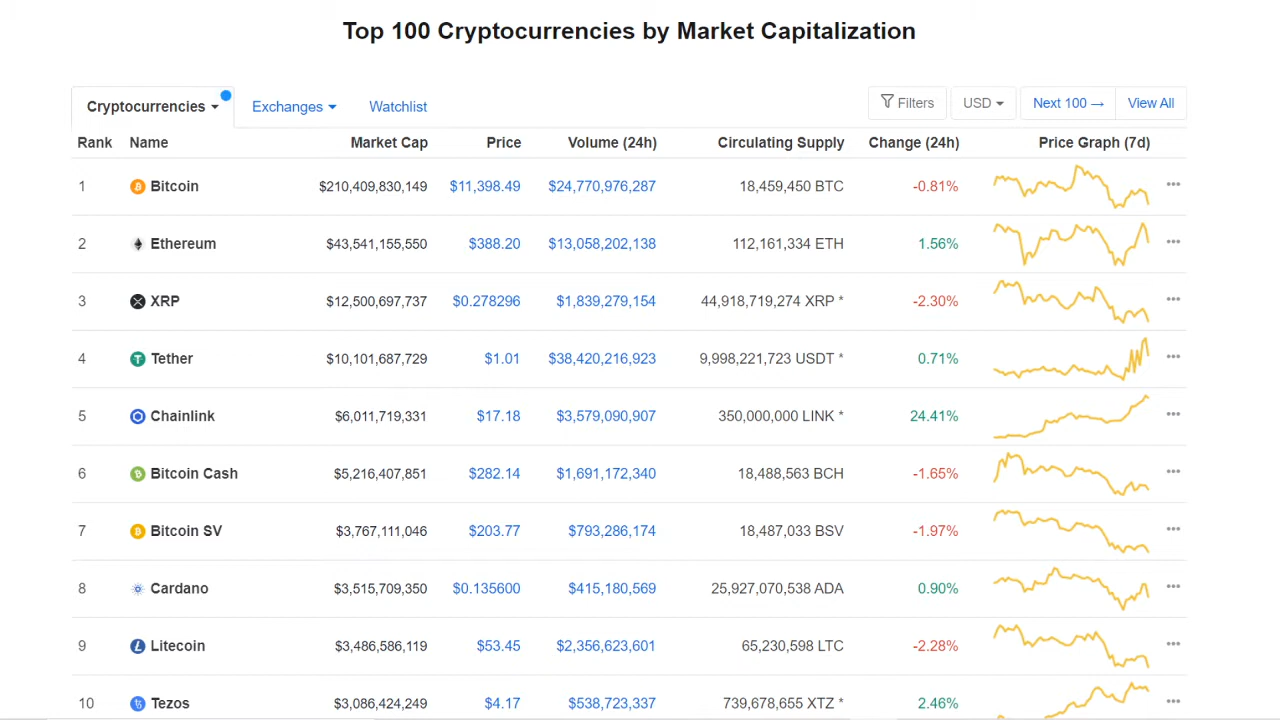 Top 100 Cryptocurrencies by Market Capitalization
Cryptocurrencies Exchanges Watchlist Filters USD Next 100 → View All
Rank Name Market Cap Price Volume (24h) Circulating Supply Change (24h) Price Graph (7d)
1 Bitcoin $210,409,830,149 $11,398.49 $24,770,976,287 18,459,450 BTC -0.81%
2 Ethereum $43,541,155,550 $388.20 $13,058,202,138 112,161,334 ETH 1.56%
3 XRP $12,500,697,737 $0.278296 $1,839,279,154 44,918,719,274 XRP * -2.30%
4 Tether $10,101,687,729 $1.01 $38,420,216,923 9,998,221,723 USDT * 0.71%
5 Chainlink $6,011,719,331 $17.18 $3,579,090,907 350,000,000 LINK * 24.41%
6 Bitcoin Cash $5,216,407,851 $282.14 $1,691,172,340 18,488,563 BCH -1.65%
7 Bitcoin SV $3,767,111,046 $203.77 $793,286,174 18,487,033 BSV -1.97%
8 Cardano $3,515,709,350 $0.135600 $415,180,569 25,927,070,538 ADA 0.90%
9 Litecoin $3,486,586,119 $53.45 $2,356,623,601 65,230,598 LTC -2.28%
10 Tezos $3,086,424,249 $4.17 $538,723,337 739,678,655 XTZ * 2.46%